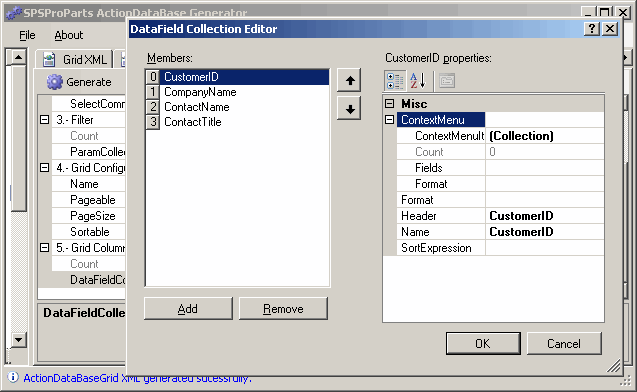 SPSProParts ActionDataBase Generator
File About
Grid XML
Generate
SelectComm
3.- Filter
Count
ParamCollec
4.- Grid Configu
Name
Pageable
PageSize
Sortable
5.- Grid Column
Count
DataFieldCo
DataFieldColle
ActionDataBaseGrid XML generated sucessfully.
DataField Collection Editor
Members:
0 CustomerID
1 CompanyName
2 ContactName
3 ContactTitle
Add Remove
CustomerID properties:
Misc
ContextMenu
ContextMenuIt (Collection)
Count 0
Fields
Format
Format
Header CustomerID
Name CustomerID
SortExpression
OK Cancel